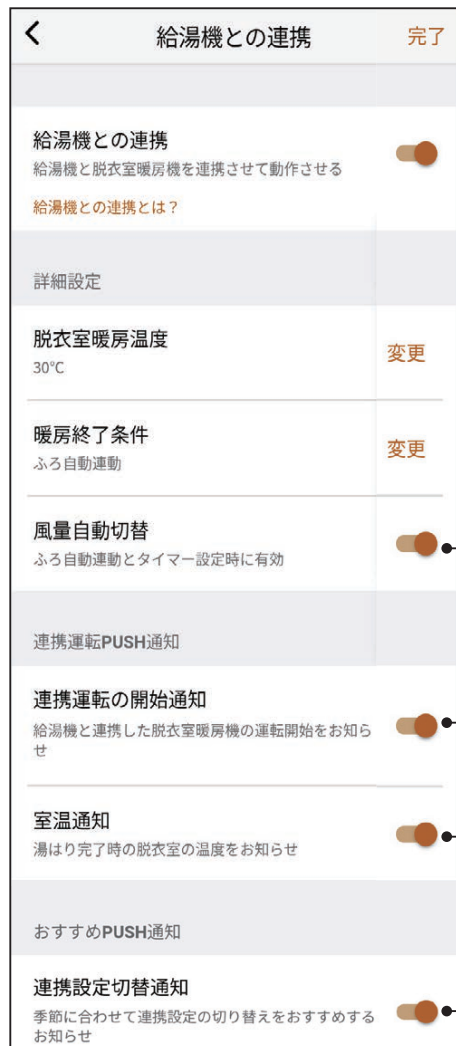 給湯機との連携 完了
給湯機との連携
給湯機と脱衣室暖房機を連携させて動作させる
給湯機との連携とは？
詳細設定
脱衣室暖房温度
変更
30℃
暖房終了条件
変更
ふろ自動連動
風量自動切替
ふろ自動連動とタイマー設定時に有効
連携運転PUSH通知
連携運転の開始通知
給湯機と連携した脱衣室暖房機の運転開始をお知ら
せ
室温通知
湯はり完了時の脱衣室の温度をお知らせ
おすすめPUSH通知
連携設定切替通知
季節に合わせて連携設定の切り替えをおすすめする
お知らせ